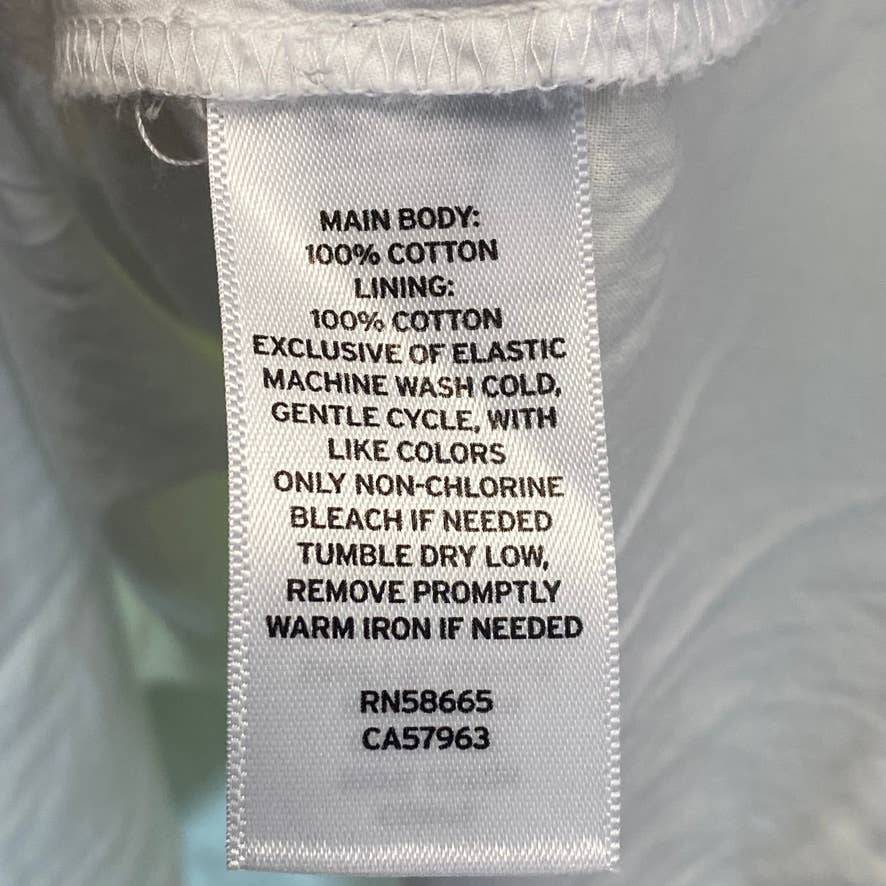 MAIN BODY:
100% COTTON
LINING:
100% COTTON
EXCLUSIVE OF ELASTIC
MACHINE WASH COLD,
GENTLE CYCLE, WITH
LIKE COLORS
ONLY NON-CHLORINE
BLEACH IF NEEDED
TUMBLE DRY LOW,
REMOVE PROMPTLY
WARM IRON IF NEEDED
RN58665
CA57963